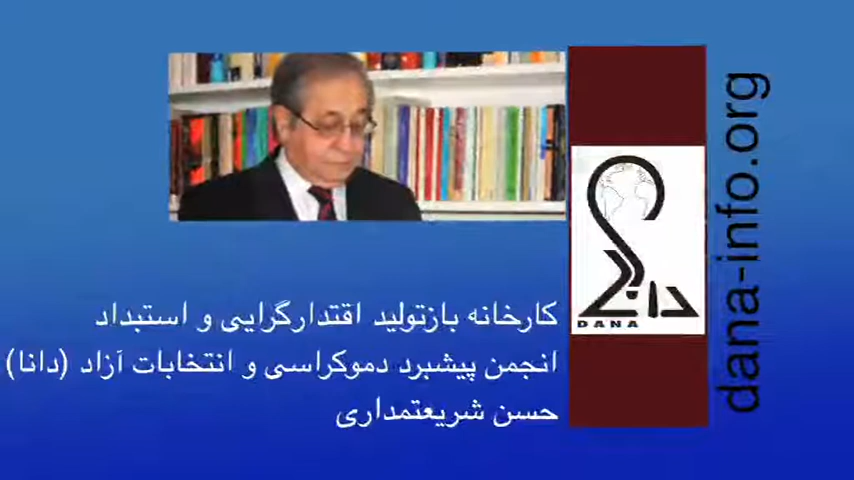 کارخانه بازتولید اقتدارگرایی و استبداد
انجمن پیشبرد دموکراسی و انتخابات آزاد (دانا)
حسن شریعتمداری
دانا
DANA
dana-info.org